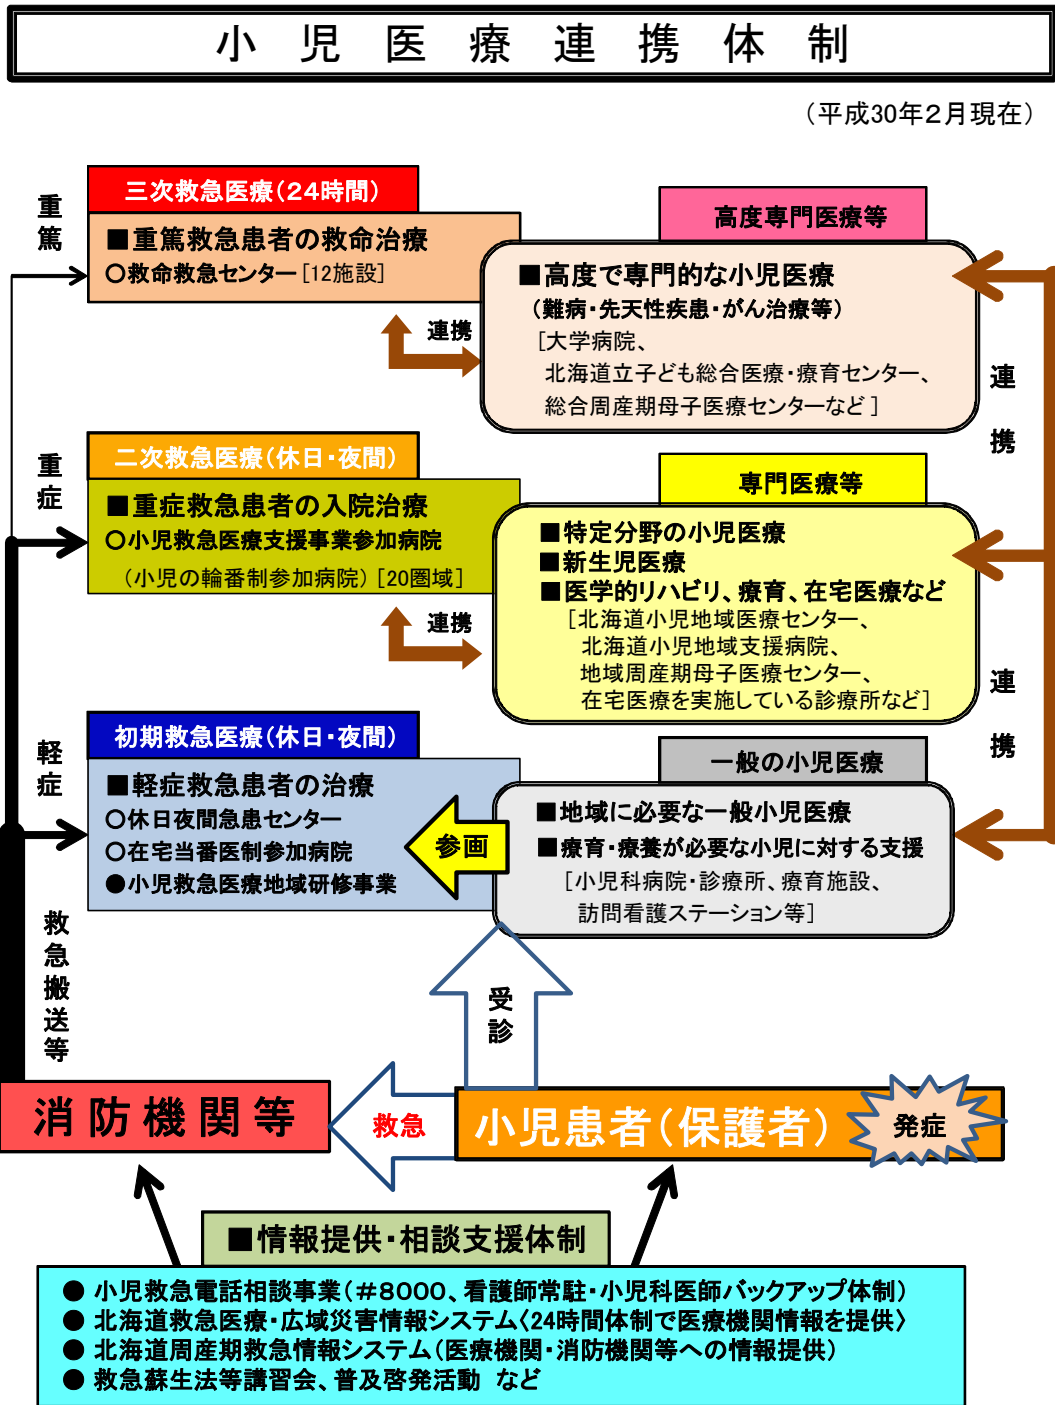 小児医療連携体制
（平成30年2月現在）
重篤
三次救急医療（24時間）
■重篤救急患者の救命治療
○救命救急センター［12施設］
高度専門医療等
■高度で専門的な小児医療
（難病・先天性疾患・がん治療等）
［大学病院、
北海道立子ども総合医療・療育センター、
総合周産期母子医療センターなど］
連携
連携
重症
二次救急医療（休日・夜間）
■重症救急患者の入院治療
○小児救急医療支援事業参加病院
（小児の輪番制参加病院）［20圏域］
専門医療等
■特定分野の小児医療
■新生児医療
■医学的リハビリ、療育、在宅医療など
［北海道小児地域医療センター、
北海道小児地域支援病院、
地域周産期母子医療センター、
在宅医療を実施している診療所など］
連携
連携
軽症
初期救急医療（休日・夜間）
■軽症救急患者の治療
○休日夜間急患センター
○在宅当番医制参加病院
●小児救急医療地域研修事業
参画
一般の小児医療
■地域に必要な一般小児医療
■療育・療養が必要な小児に対する支援
［小児科病院・診療所、療育施設、
訪問看護ステーション等］
救急搬送等
受診
消防機関等
救急
小児患者（保護者）
発症
■情報提供・相談支援体制
● 小児救急電話相談事業（＃8000、看護師常駐・小児科医師バックアップ体制）
● 北海道救急医療・広域災害情報システム〈24時間体制で医療機関情報を提供〉
● 北海道周産期救急情報システム（医療機関・消防機関等への情報提供）
● 救急蘇生法等講習会、普及啓発活動 など